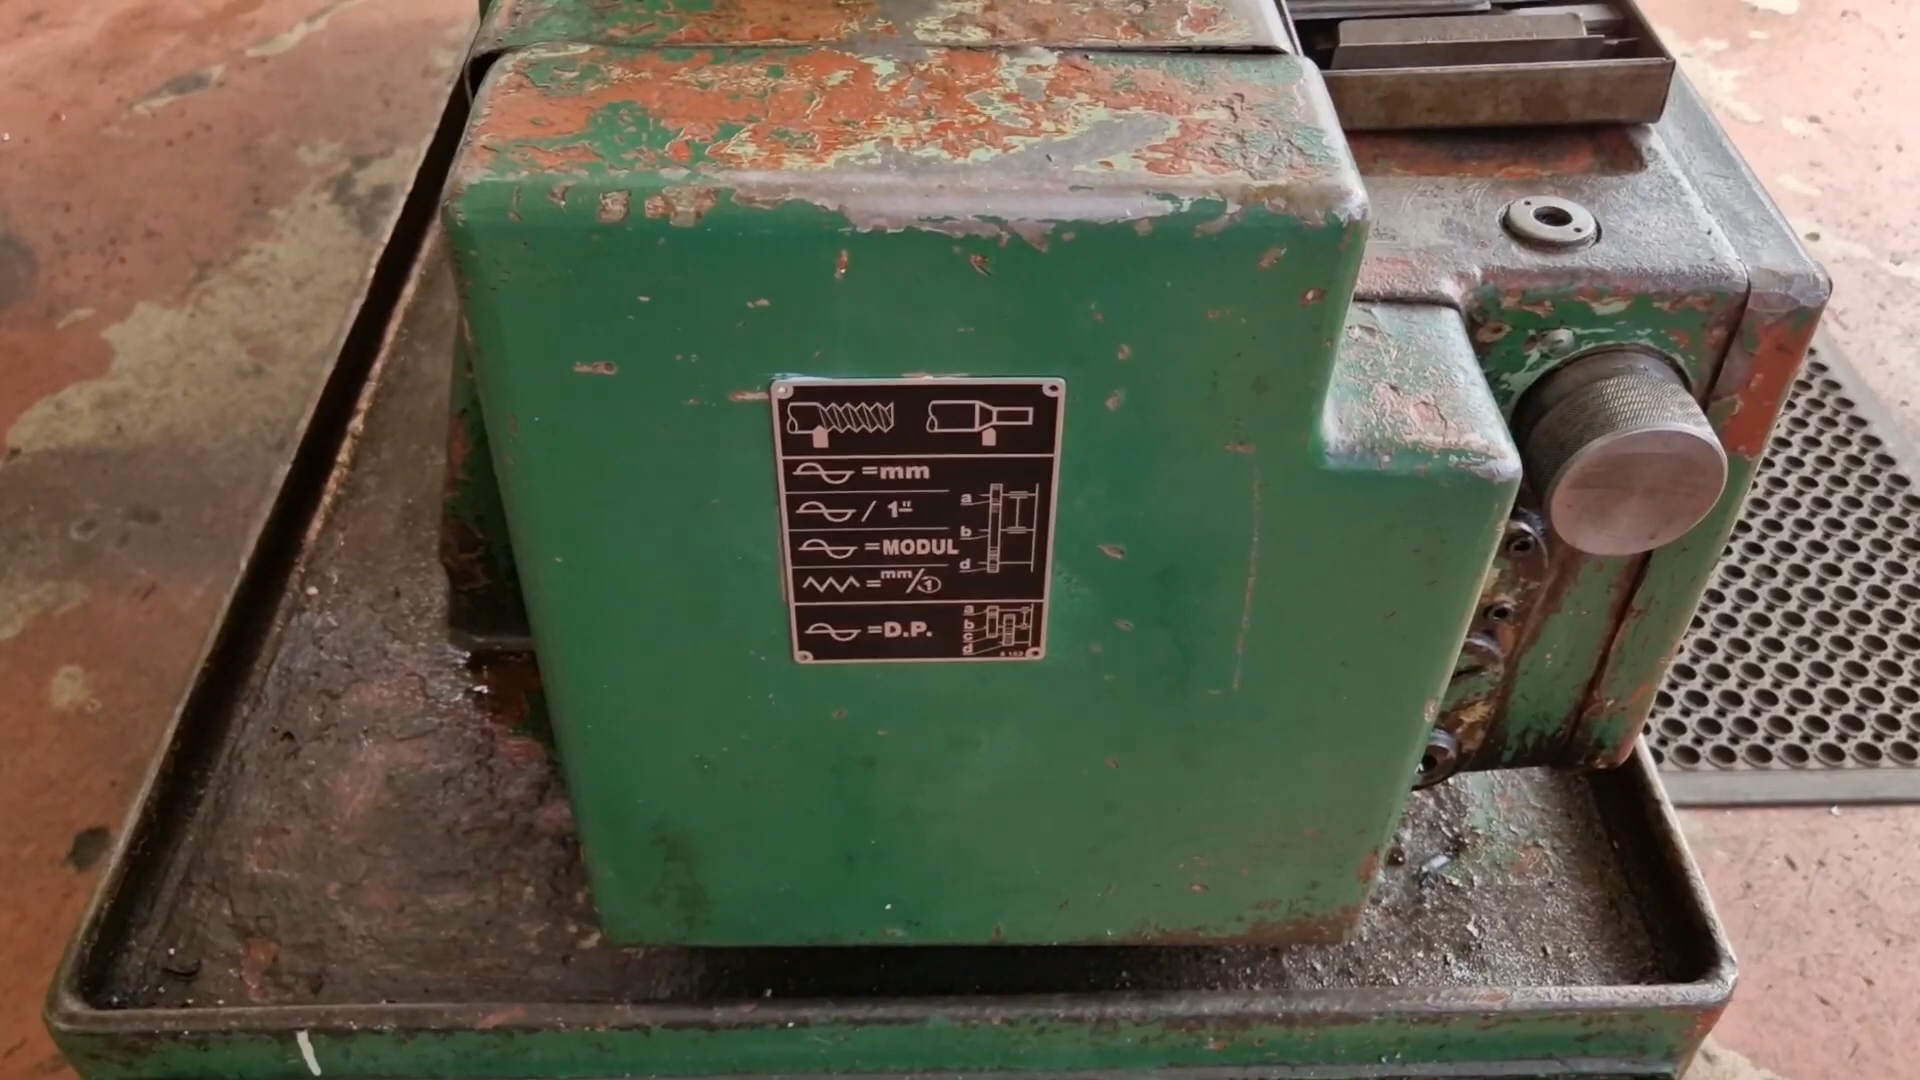 =mm
/ 1"
a
b
=MODUL
d
=mm/1
a
b
=D.P.
c
d